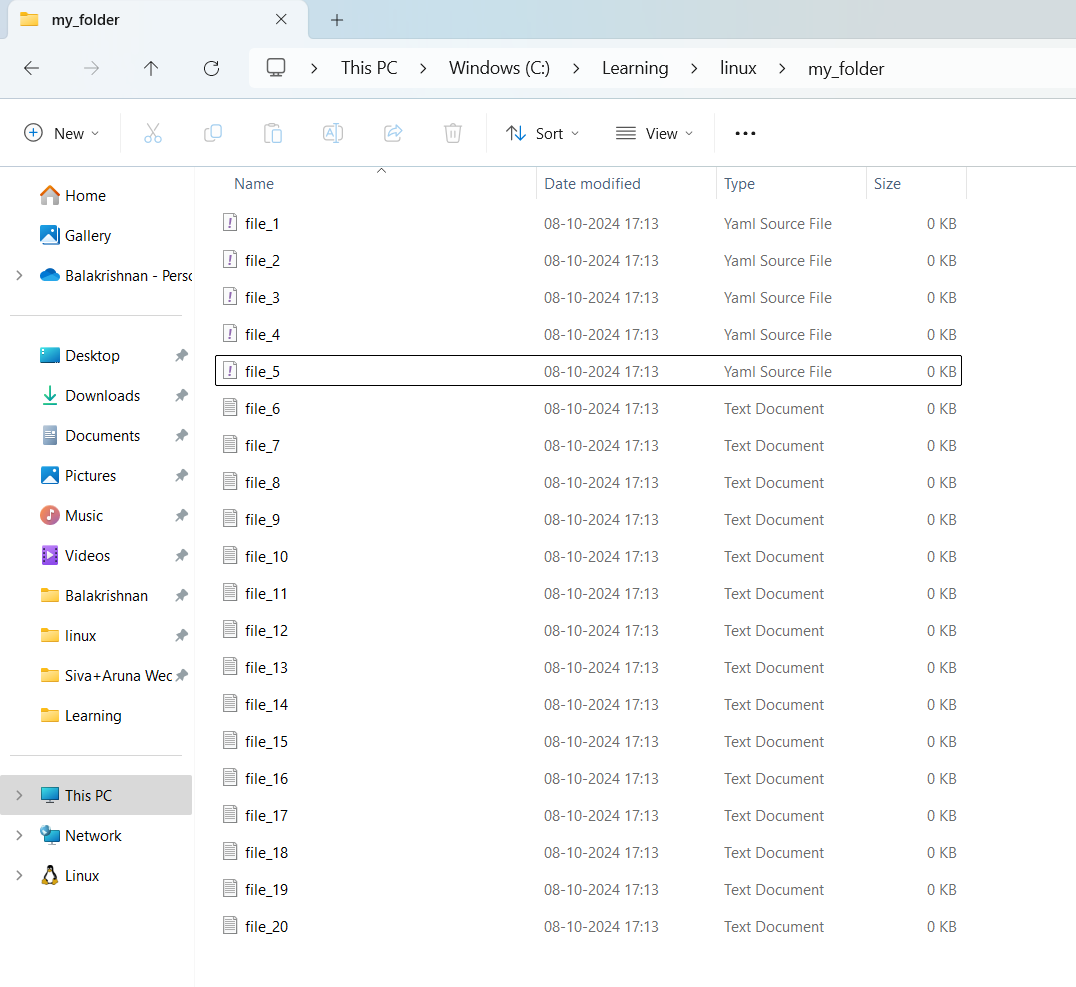 my_folder
This PC > Windows (C:) > Learning > linux > my_folder
New Sort View
Home
Gallery
Balakrishnan - Perso
Desktop
Downloads
Documents
Pictures
Music
Videos
Balakrishnan
linux
Siva+Aruna Wed
Learning
This PC
Network
Linux
Name Date modified Type Size
file_1 08-10-2024 17:13 Yaml Source File 0 KB
file_2 08-10-2024 17:13 Yaml Source File 0 KB
file_3 08-10-2024 17:13 Yaml Source File 0 KB
file_4 08-10-2024 17:13 Yaml Source File 0 KB
file_5 08-10-2024 17:13 Yaml Source File 0 KB
file_6 08-10-2024 17:13 Text Document 0 KB
file_7 08-10-2024 17:13 Text Document 0 KB
file_8 08-10-2024 17:13 Text Document 0 KB
file_9 08-10-2024 17:13 Text Document 0 KB
file_10 08-10-2024 17:13 Text Document 0 KB
file_11 08-10-2024 17:13 Text Document 0 KB
file_12 08-10-2024 17:13 Text Document 0 KB
file_13 08-10-2024 17:13 Text Document 0 KB
file_14 08-10-2024 17:13 Text Document 0 KB
file_15 08-10-2024 17:13 Text Document 0 KB
file_16 08-10-2024 17:13 Text Document 0 KB
file_17 08-10-2024 17:13 Text Document 0 KB
file_18 08-10-2024 17:13 Text Document 0 KB
file_19 08-10-2024 17:13 Text Document 0 KB
file_20 08-10-2024 17:13 Text Document 0 KB